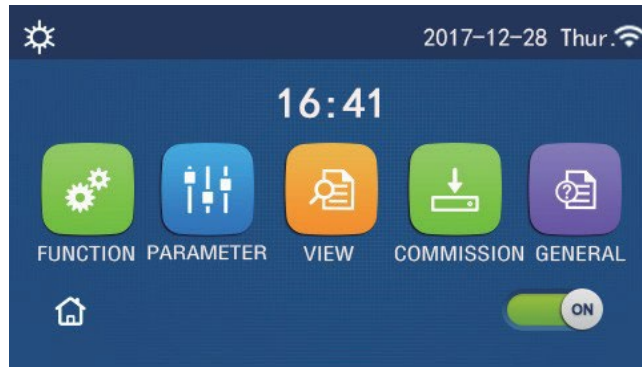 2017-12-28 Thur.
16:41
FUNCTION PARAMETER VIEW COMMISSION GENERAL
ON